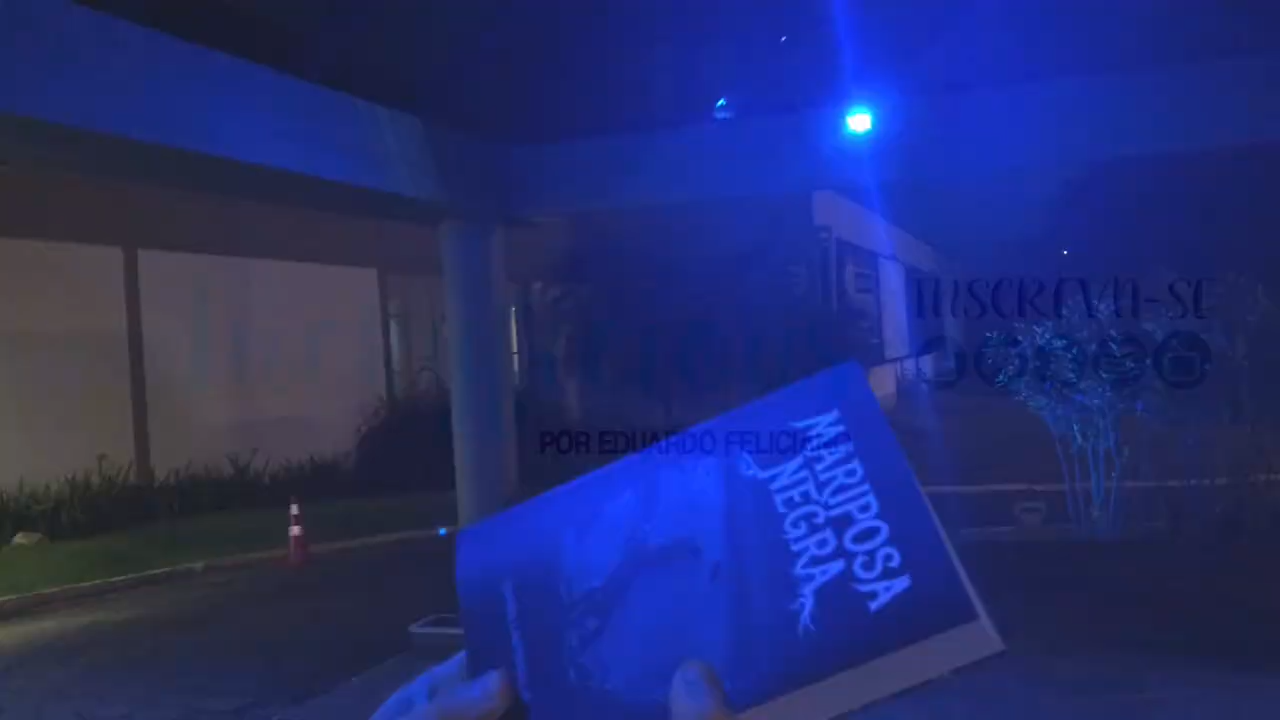 INSCREVA-SE
POR EDUARDO FELICIANO
MARIPOSA
NEGRA